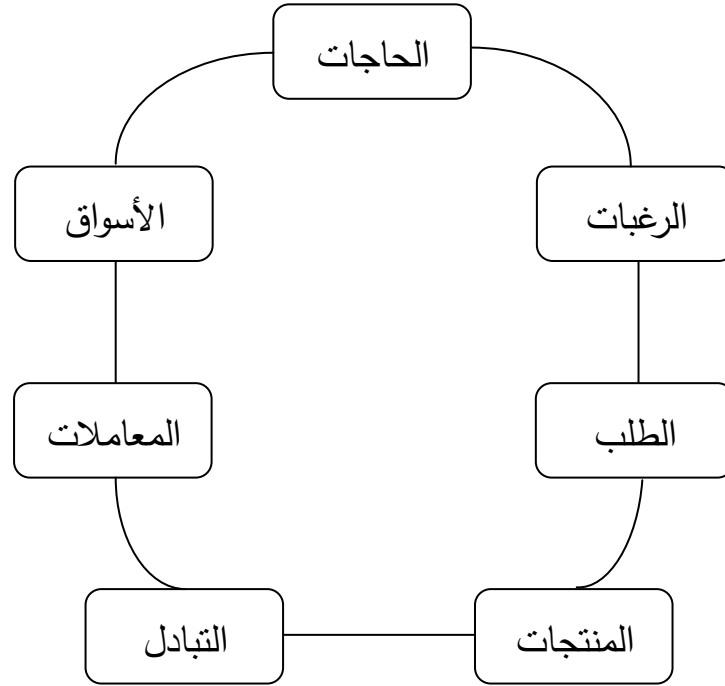 الحاجات
الرغبات
الأسواق
الطلب
المعاملات
المنتجات
التبادل